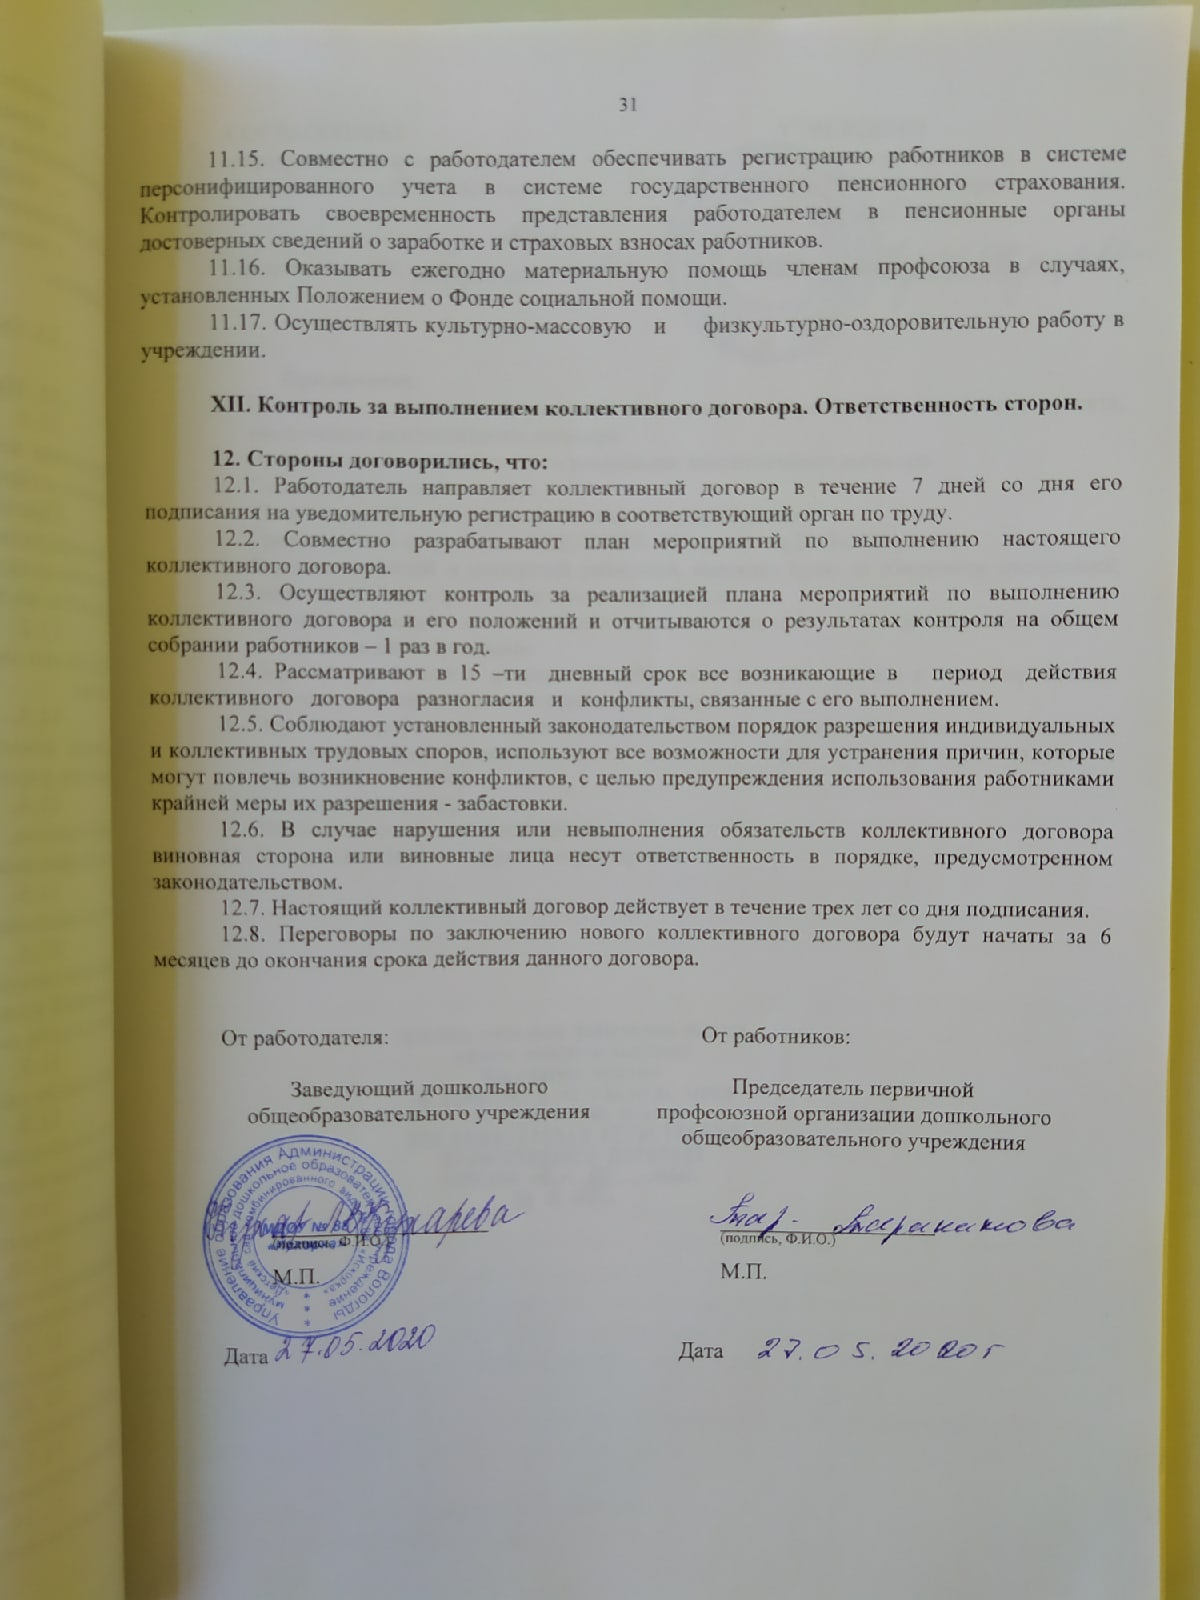 31
11.15. Совместно с работодателем обеспечивать регистрацию работников в системе
персонифицированного учета в системе государственного пенсионного страхования.
Контролировать своевременность представления работодателем в пенсионные органы
достоверных сведений о заработке и страховых взносах работников.
11.16. Оказывать ежегодно материальную помощь членам профсоюза в случаях,
установленных Положением о Фонде социальной помощи.
11.17. Осуществлять культурно-массовую и физкультурно-оздоровительную работу в
учреждении.
XII. Контроль за выполнением коллективного договора. Ответственность сторон.
12. Стороны договорились, что:
12.1. Работодатель направляет коллективный договор в течение 7 дней со дня его
подписания на уведомительную регистрацию в соответствующий орган по труду.
12.2. Совместно разрабатывают план мероприятий по выполнению настоящего
коллективного договора.
12.3. Осуществляют контроль за реализацией плана мероприятий по выполнению
коллективного договора и его положений и отчитываются о результатах контроля на общем
собрании работников – 1 раз в год.
12.4. Рассматривают в 15 –ти дневный срок все возникающие в период действия
коллективного договора разногласия и конфликты, связанные с его выполнением.
12.5. Соблюдают установленный законодательством порядок разрешения индивидуальных
и коллективных трудовых споров, используют все возможности для устранения причин, которые
могут повлечь возникновение конфликтов, с целью предупреждения использования работниками
крайней меры их разрешения - забастовки.
12.6. В случае нарушения или невыполнения обязательств коллективного договора
виновная сторона или виновные лица несут ответственность в порядке, предусмотренном
законодательством.
12.7. Настоящий коллективный договор действует в течение трех лет со дня подписания.
12.8. Переговоры по заключению нового коллективного договора будут начаты за 6
месяцев до окончания срока действия данного договора.
От работодателя: От работников:
Заведующий дошкольного Председатель первичной
общеобразовательного учреждения профсоюзной организации дошкольного
общеобразовательного учреждения
Управление образования Администрации города Вологды
(подпись, Ф.И.О.) (подпись, Ф.И.О.)
М.П. М.П.
Дата 27.05.2020 Дата 27.05.2020г